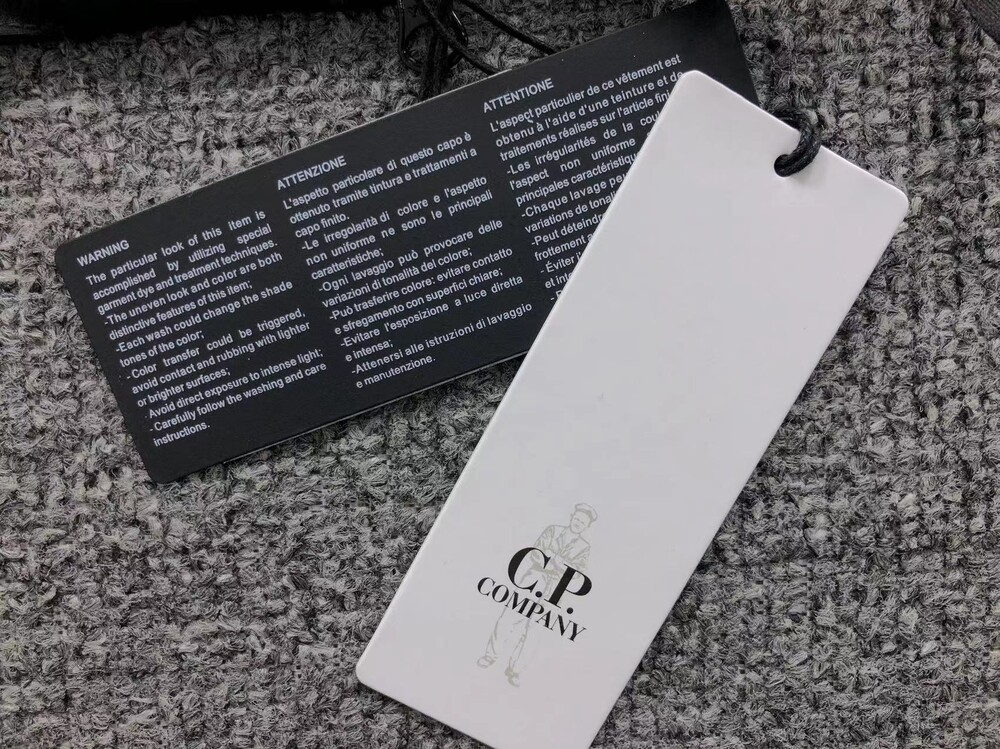 WARNING
The particular look of this item is
accomplished by utilizing special
garment dye and treatment techniques.
-The uneven look and color are both
distinctive features of this item;
-Each wash could change the shade
tones of the color;
-Color transfer could be triggered,
avoid contact and rubbing with lighter
or brighter surfaces;
- Avoid direct exposure to intense light;
- Carefully follow the washing and care
instructions.
ATTENZIONE
L'aspetto particolare di questo capo è
ottenuto tramite tintura e trattamenti a
capo finito.
-Le irregolarità di colore e l'aspetto
non uniforme ne sono le principali
caratteristiche;
-Ogni lavaggio può provocare delle
variazioni di tonalità del colore;
-Può trasferire colore: evitare contatto
e sfregamento con superfici chiare;
-Evitare l'esposizione a luce diretta
e intensa;
-Attenersi alle istruzioni di lavaggio
e manutenzione.
ATTENTIONE
L'aspect particulier de ce vêtement est
obtenu à l'aide d'une teinture et de
traitements réalises sur l'article
-Les irrégularités de la
l'aspect non uniforme
principales
-Chaque lavage
variations de
-Peut
frottement
- Éviter
et
C.P.
COMPANY